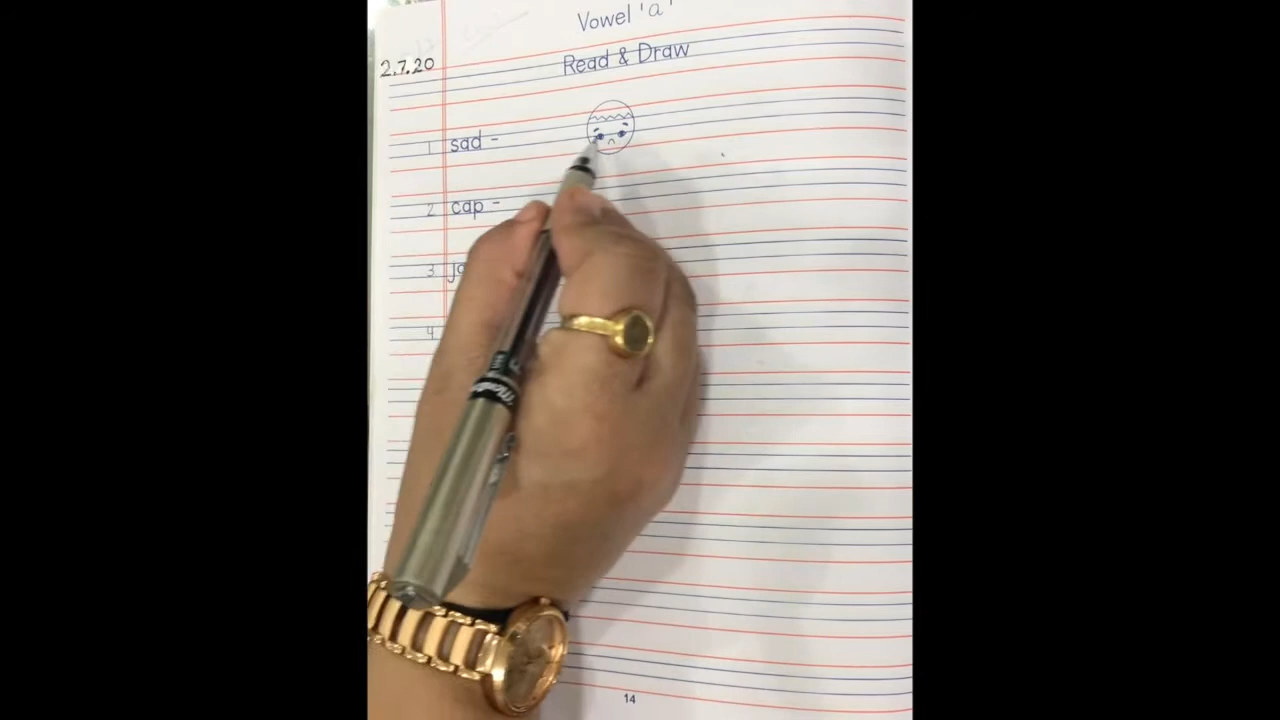 Vowel 'a'
2.7.20
Read & Draw
1 sad -
2 cap -
3
4
14